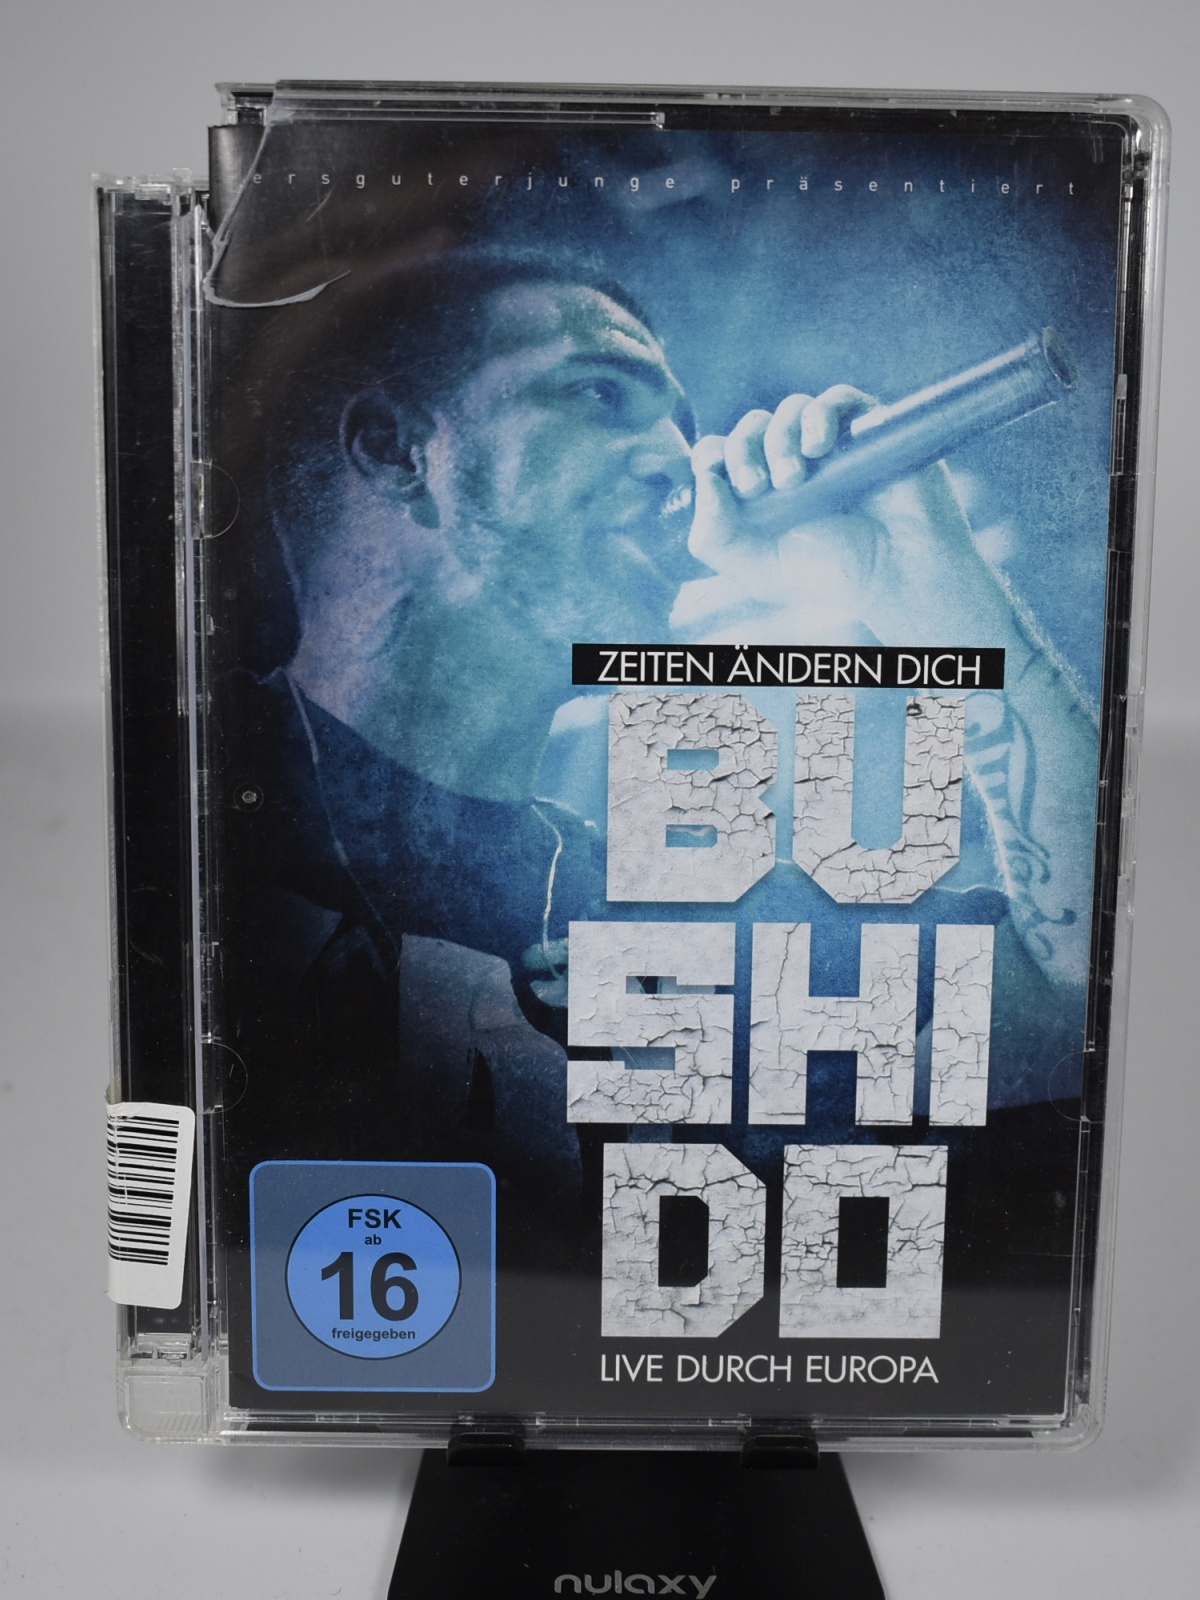 ersguterjunge präsentiert
ZEITEN ÄNDERN DICH
BU
SHI
DO
LIVE DURCH EUROPA
FSK
ab
16
freigegeben
nulaxy